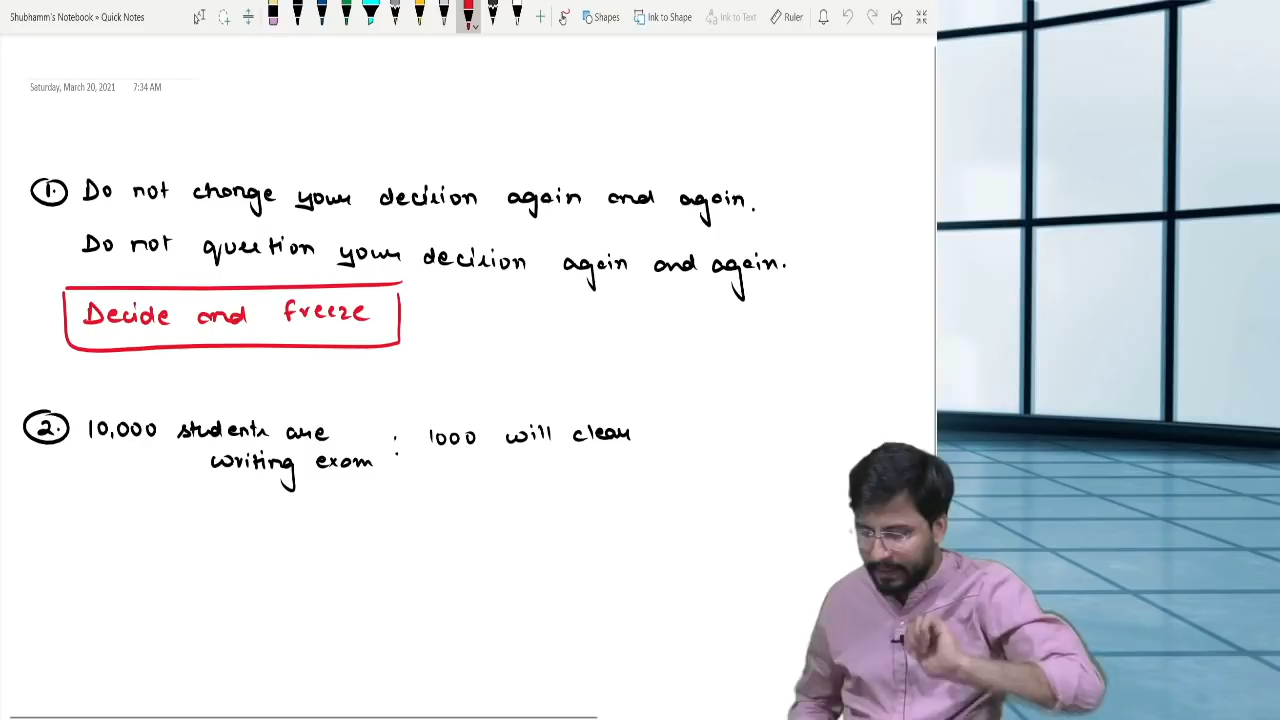 Shubhamm's Notebook » Quick Notes
Shapes
Ink to Shape
Ink to Text
Ruler
Saturday, March 20, 2021 7:34 AM
1. Do not change your decision again and again.
Do not question your decision again and again.
Decide and freeze
2. 10,000 students are : 1000 will clear
writing exam